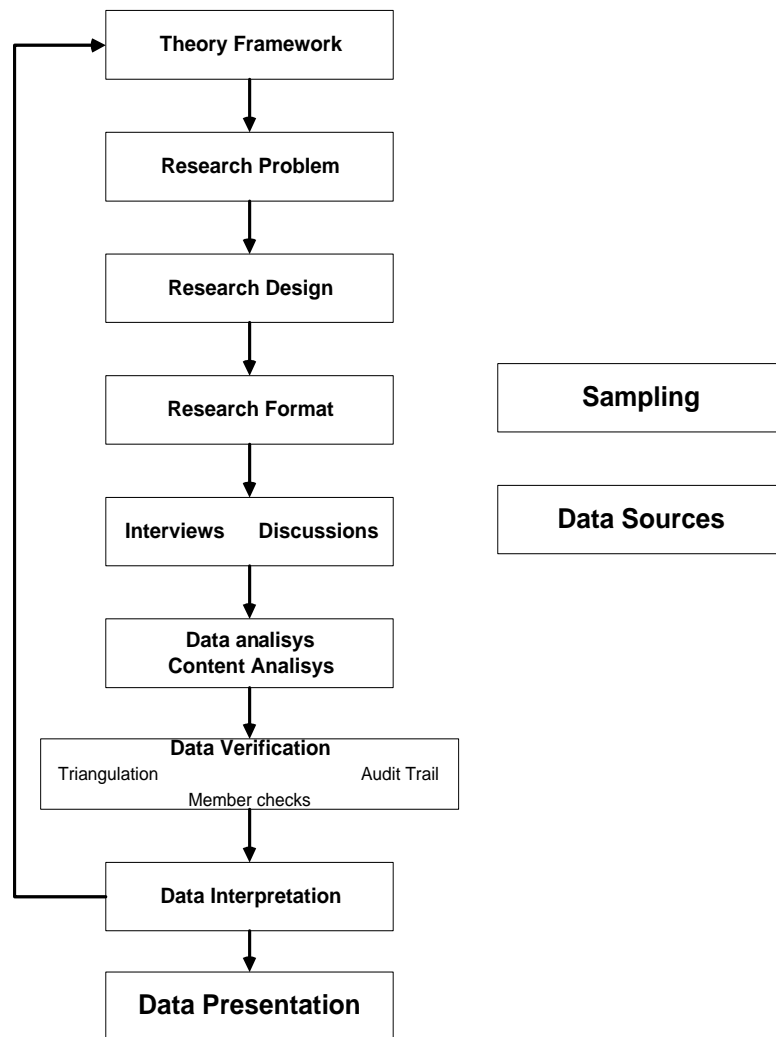 Theory Framework
Research Problem
Research Design
Research Format
Sampling
Interviews Discussions
Data Sources
Data analisys
Content Analisys
Data Verification
Triangulation Audit Trail
Member checks
Data Interpretation
Data Presentation